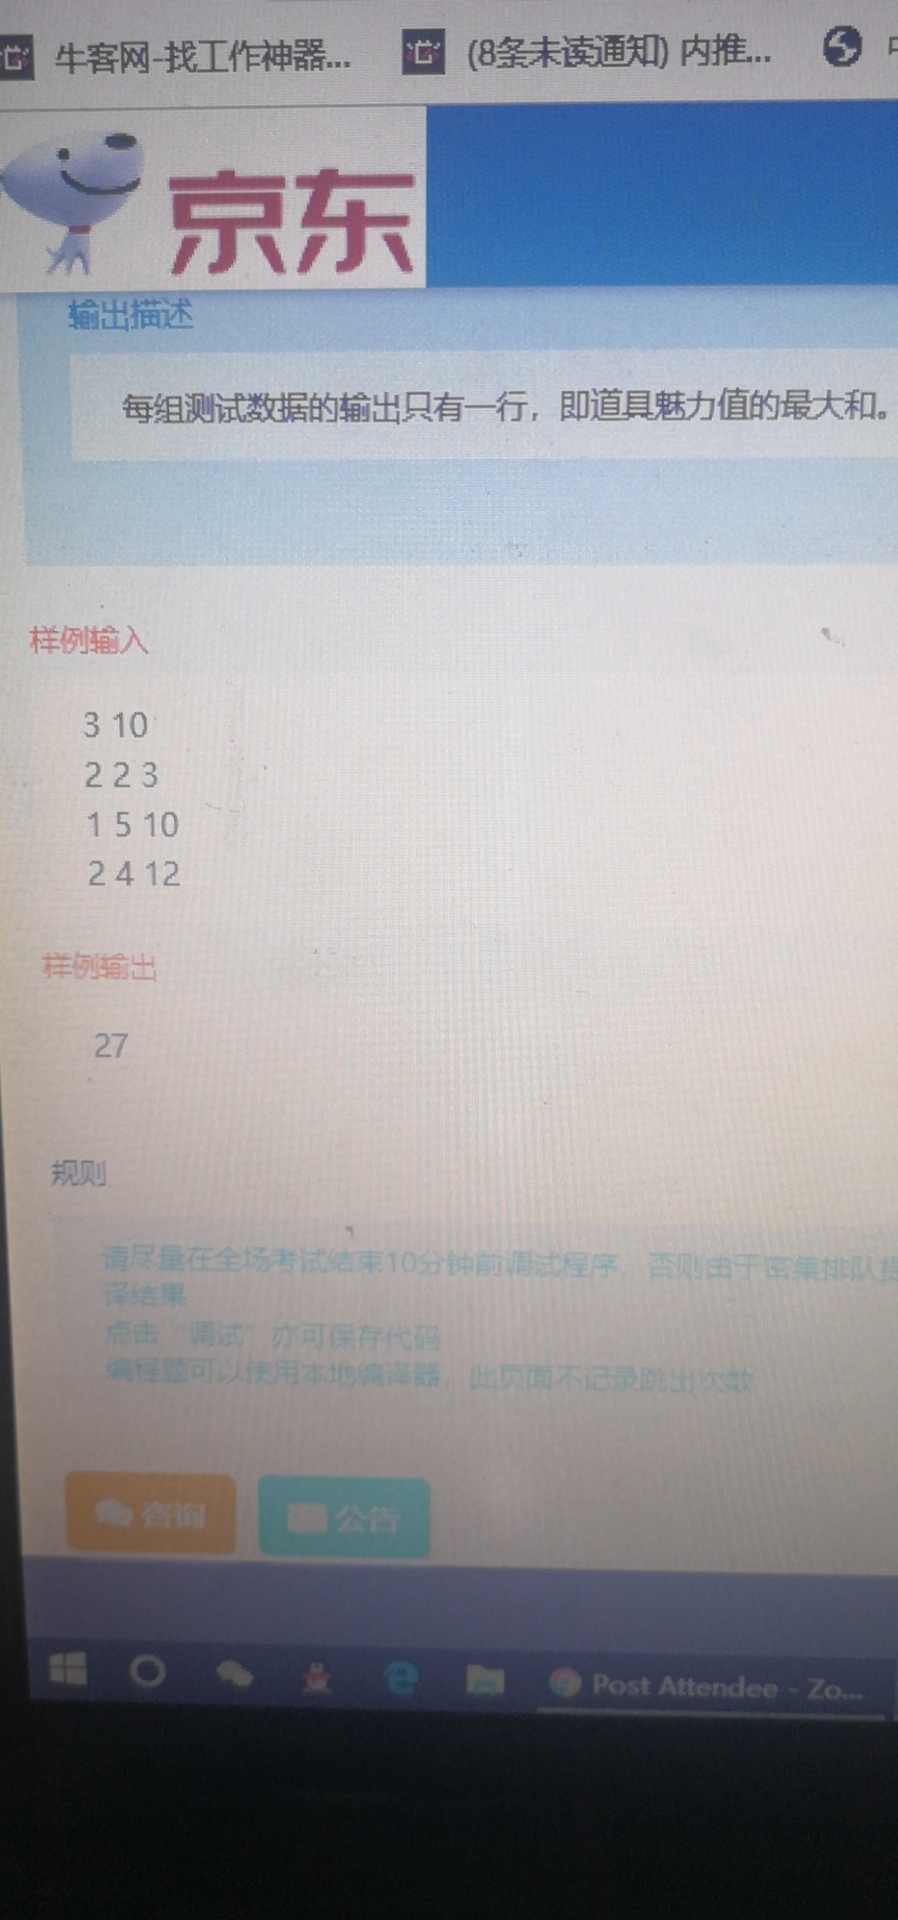 牛客网-找工作神器... (8条未读通知) 内推...
京东
输出描述
每组测试数据的输出只有一行，即道具魅力值的最大和。
样例输入
3 10
2 2 3
1 5 10
2 4 12
样例输出
27
规则
请尽量在全场考试结束10分钟前调试程序，否则由于密集排队提
译结果
点击“调试”亦可保存代码
编程题可以使用本地编译器，此页面不记录跳出次数
咨询 公告
Post Attendee - Zo...